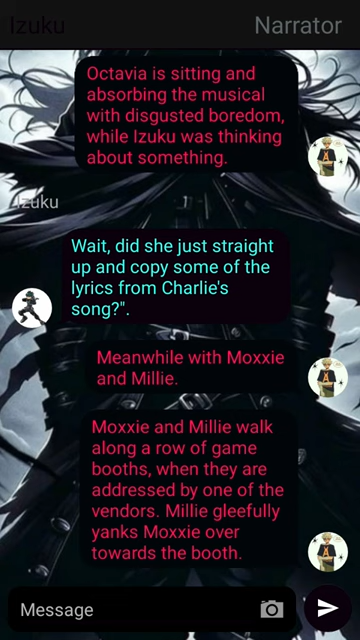 Izuku
Narrator
Octavia is sitting and
absorbing the musical
with disgusted boredom,
while Izuku was thinking
about something.
Izuku
Wait, did she just straight
up and copy some of the
lyrics from Charlie's
song?".
Meanwhile with Moxxie
and Millie.
Moxxie and Millie walk
along a row of game
booths, when they are
addressed by one of the
vendors. Millie gleefully
yanks Moxxie over
towards the booth.
Message